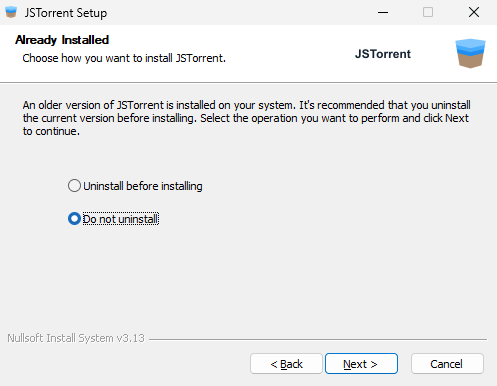 JSTorrent Setup
Already Installed
Choose how you want to install JSTorrent.
JSTorrent
An older version of JSTorrent is installed on your system. It's recommended that you uninstall
the current version before installing. Select the operation you want to perform and click Next
to continue.
Uninstall before installing
Do not uninstall
Nullsoft Install System v3.13
< Back
Next >
Cancel